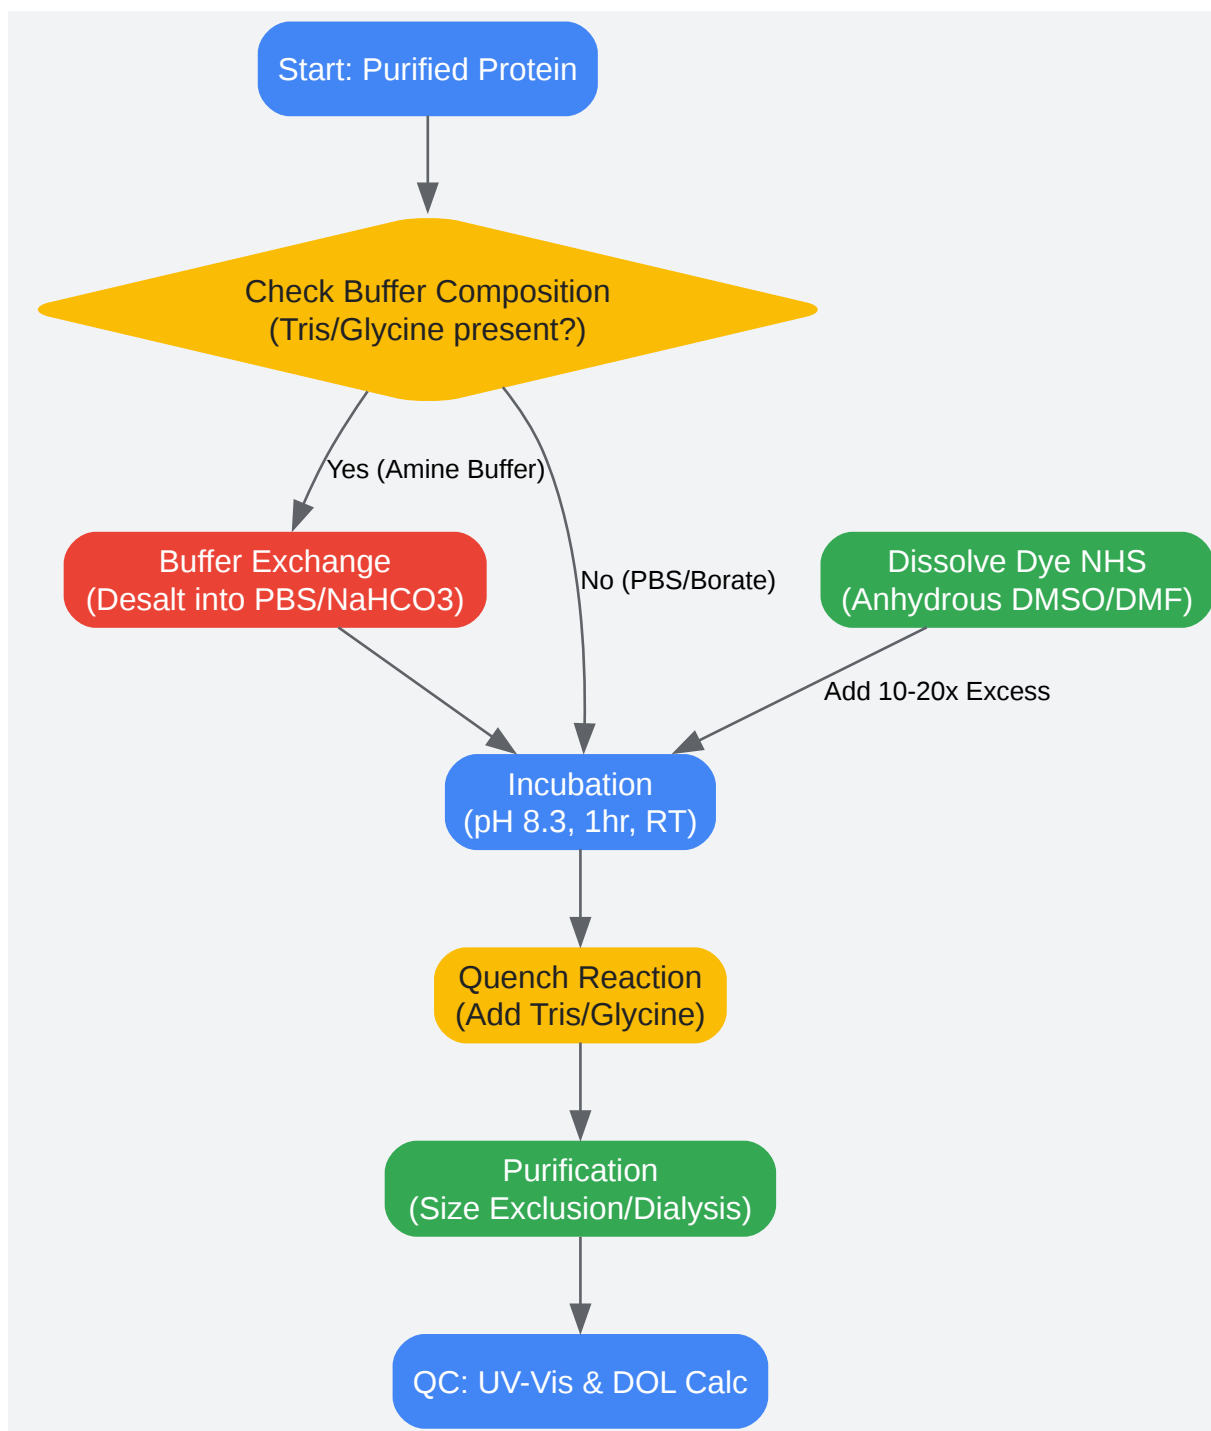 Start: Purified Protein
Check Buffer Composition
(Tris/Glycine present?)
Yes (Amine Buffer)
Buffer Exchange
(Desalt into PBS/NaHCO3)
No (PBS/Borate)
Dissolve Dye NHS
(Anhydrous DMSO/DMF)
Add 10-20x Excess
Incubation
(pH 8.3, 1hr, RT)
Quench Reaction
(Add Tris/Glycine)
Purification
(Size Exclusion/Dialysis)
QC: UV-Vis & DOL Calc